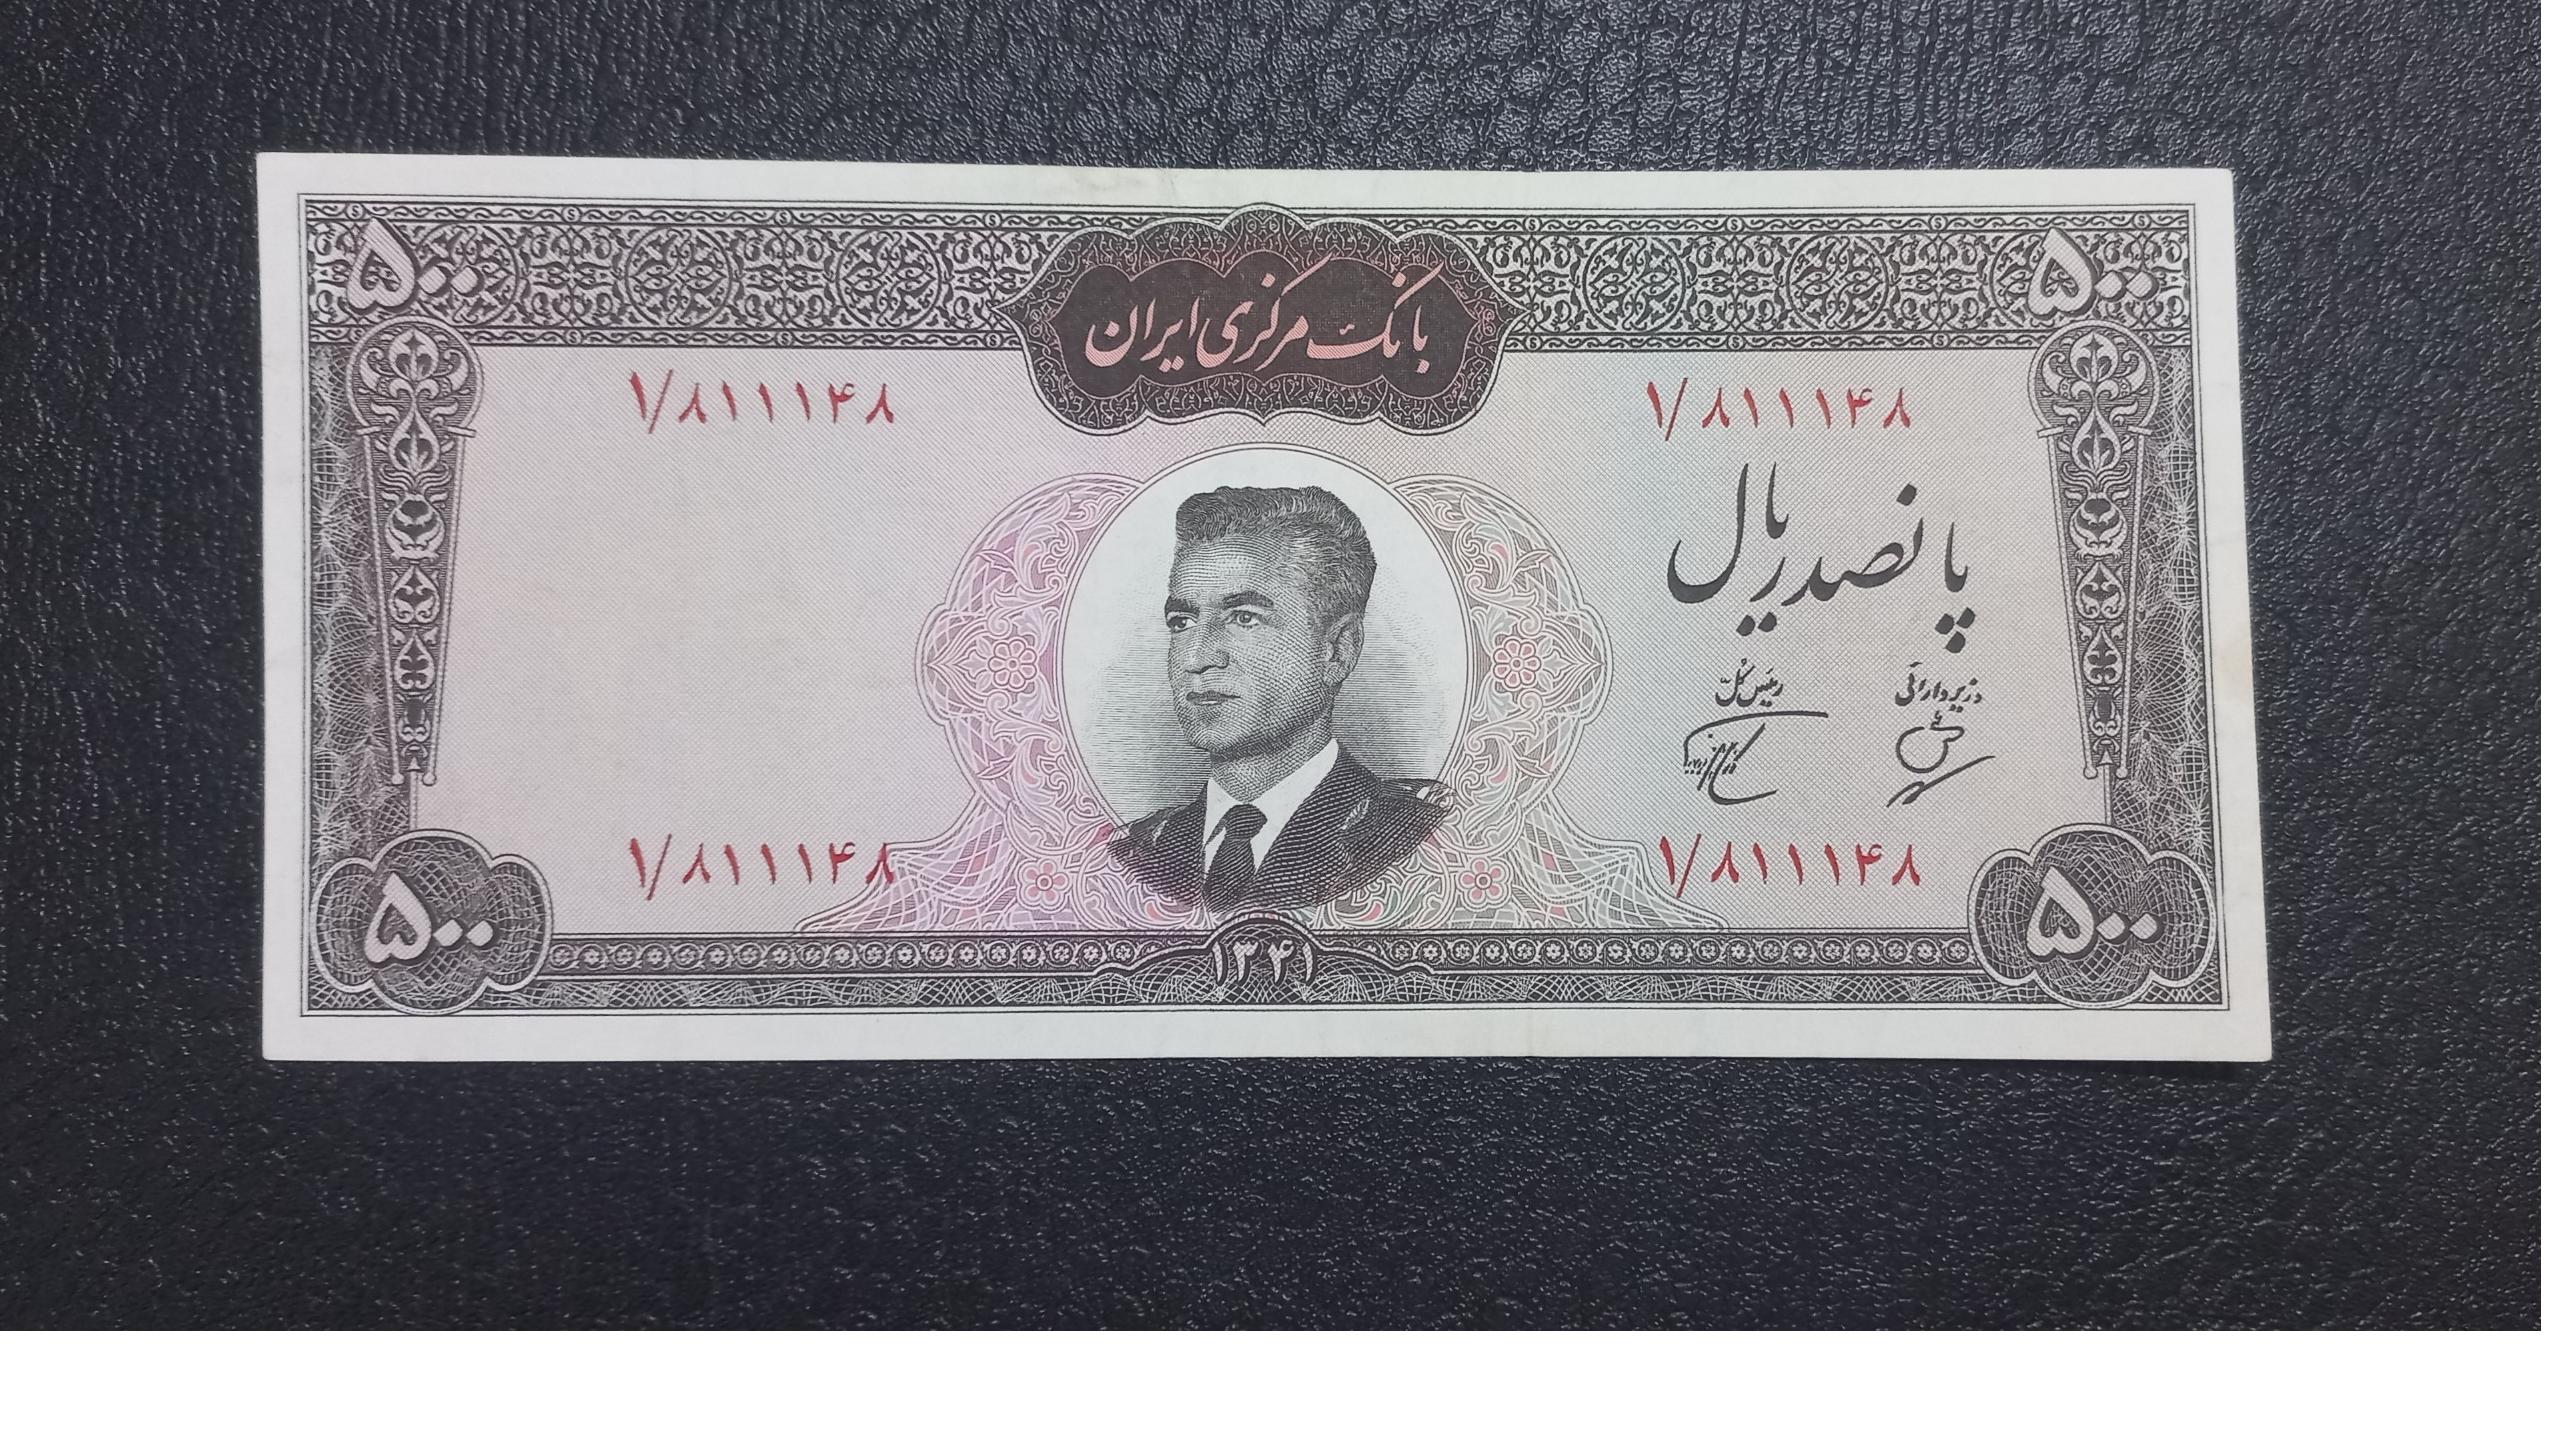 ۵۰۰
۵۰۰
بانک مرکزی ایران
۱/۸۱۱۱۴۸
۱/۸۱۱۱۴۸
پانصد ریال
وزیر دارائی
رئیس کلّ
۱/۸۱۱۱۴۸
۱/۸۱۱۱۴۸
۵۰۰
۵۰۰
۱۳۴۱